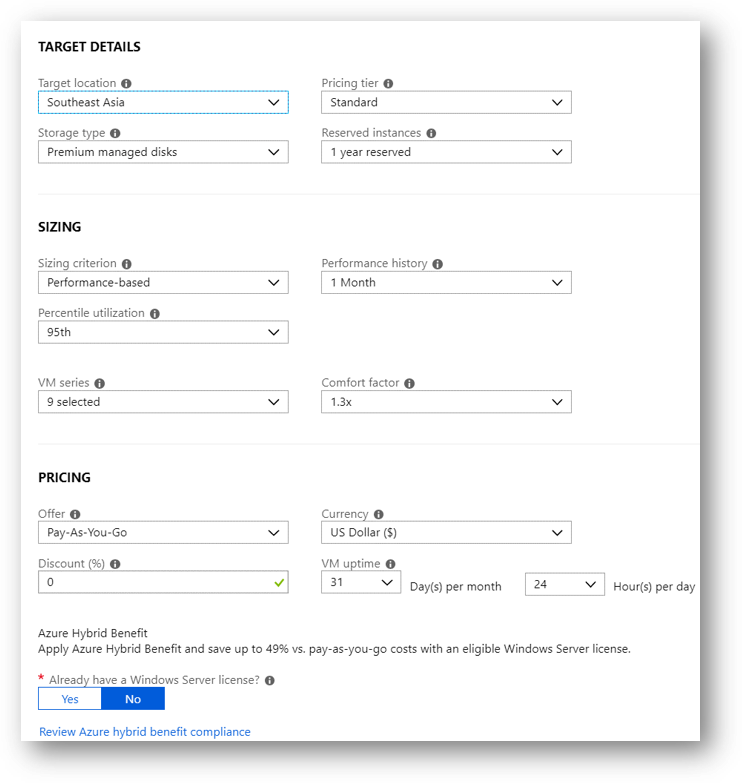 TARGET DETAILS
Target location Pricing tier
Southeast Asia Standard
Storage type Reserved instances
Premium managed disks 1 year reserved
SIZING
Sizing criterion Performance history
Performance-based 1 Month
Percentile utilization
95th
VM series Comfort factor
9 selected 1.3x
PRICING
Offer Currency
Pay-As-You-Go US Dollar ($)
Discount (%) VM uptime
0 31 Day(s) per month 24 Hour(s) per day
Azure Hybrid Benefit
Apply Azure Hybrid Benefit and save up to 49% vs. pay-as-you-go costs with an eligible Windows Server license.
* Already have a Windows Server license?
Yes No
Review Azure hybrid benefit compliance